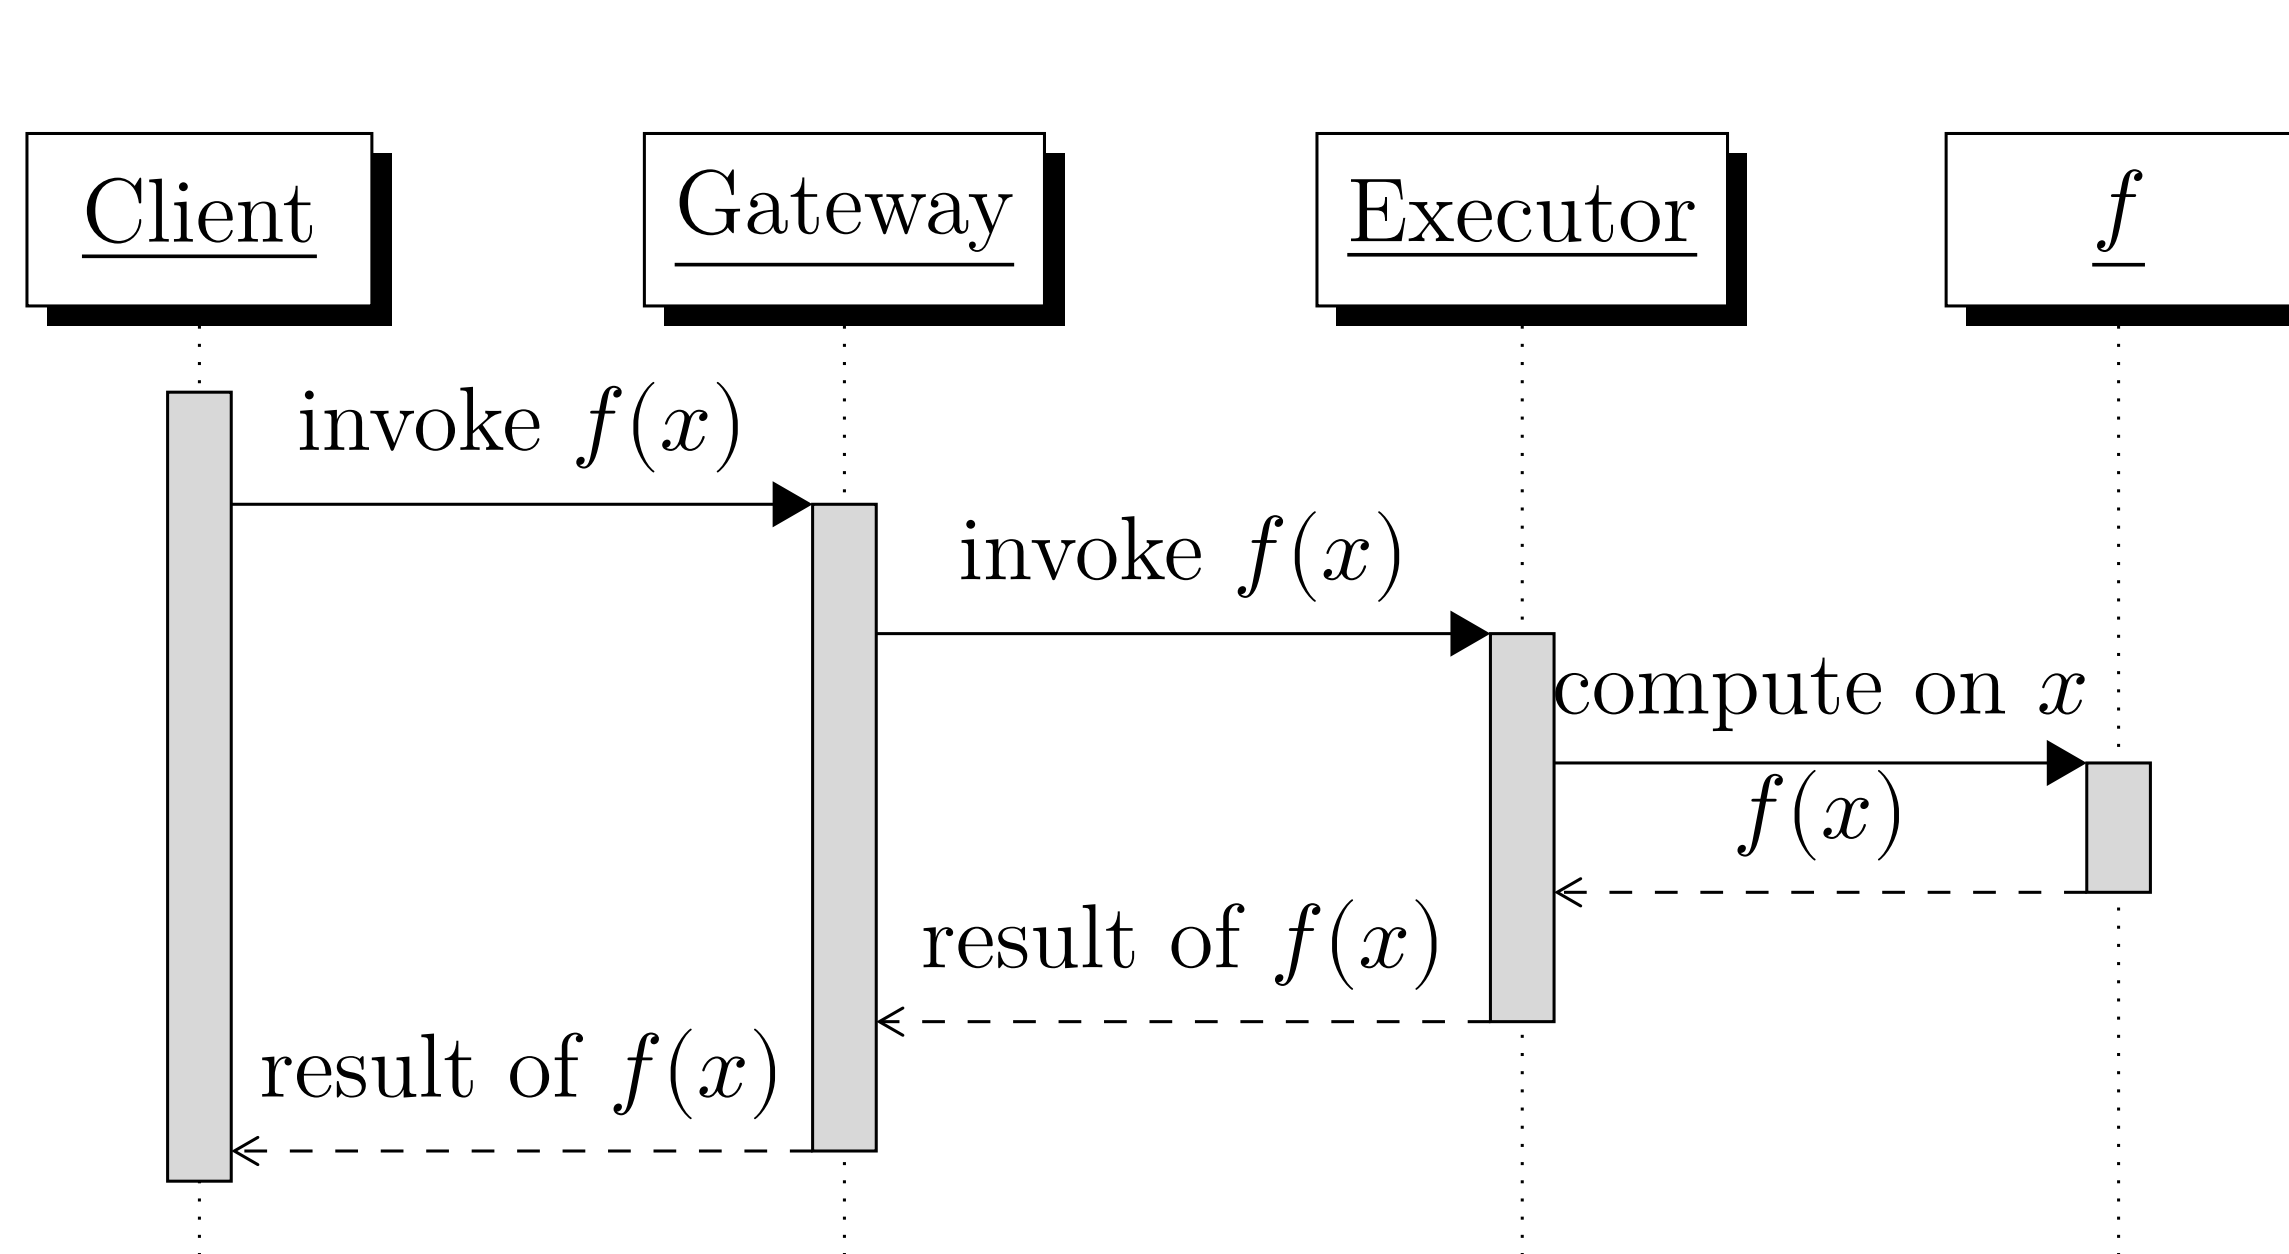 Client
Gateway
Executor
f
invoke f(x)
invoke f(x)
compute on x
f(x)
result of f(x)
result of f(x)